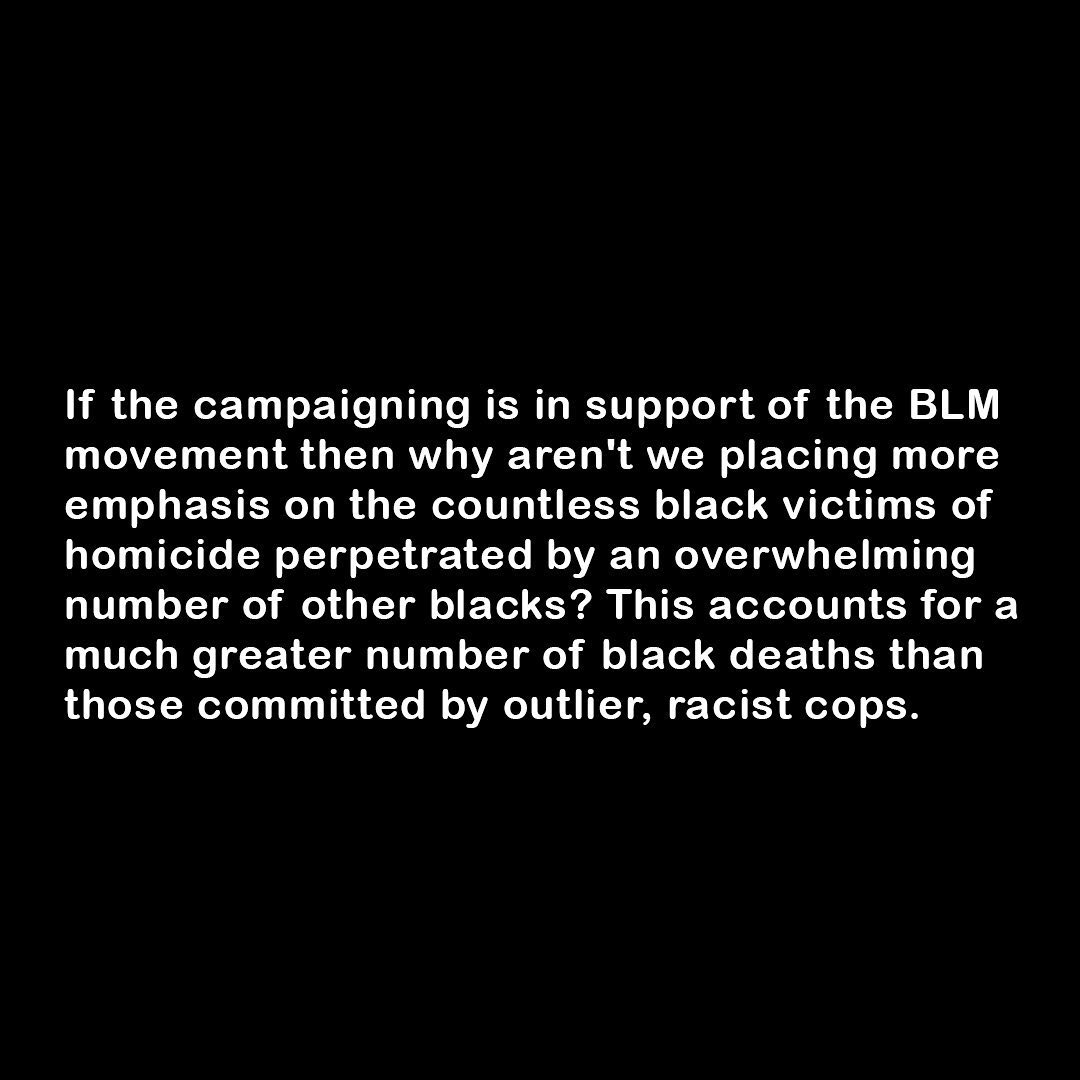 If the campaigning is in support of the BLM
movement then why aren't we placing more
emphasis on the countless black victims of
homicide perpetrated by an overwhelming
number of other blacks? This accounts for a
much greater number of black deaths than
those committed by outlier, racist cops.